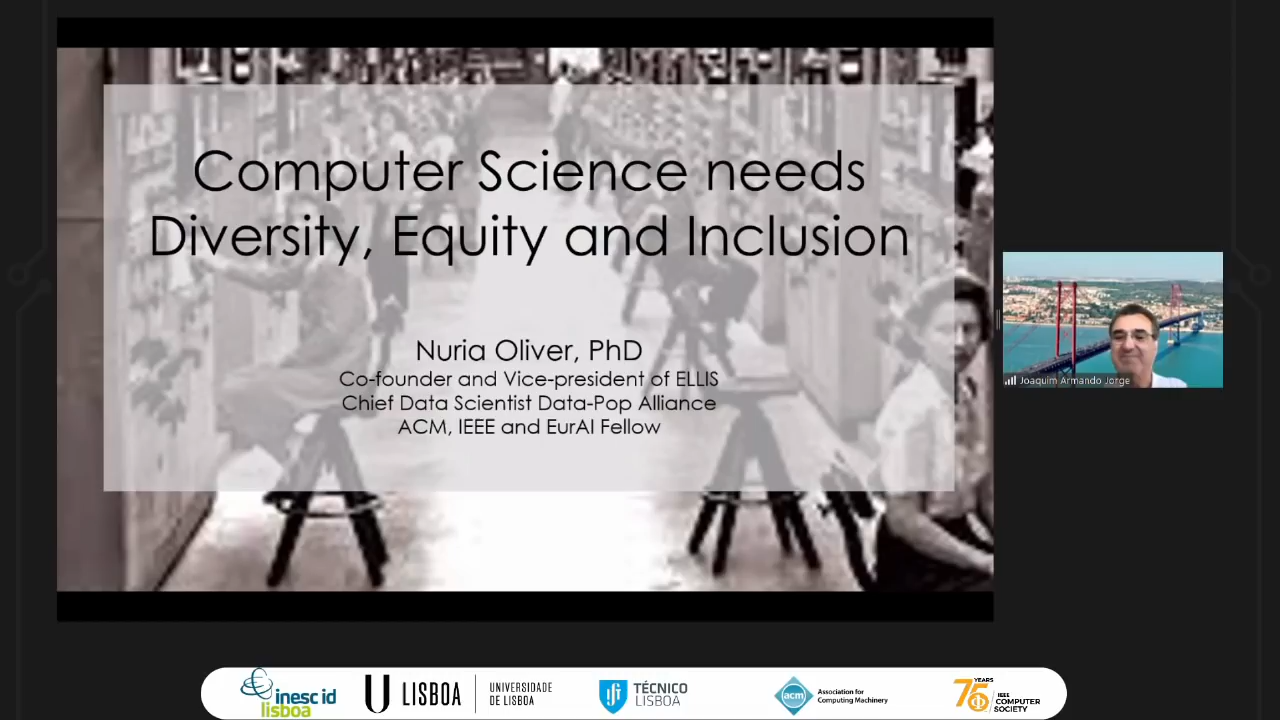 Computer Science needs
Diversity, Equity and Inclusion
Nuria Oliver, PhD
Co-founder and Vice-president of ELLIS
Chief Data Scientist Data-Pop Alliance
ACM, IEEE and EurAI Fellow
Joaquim Armando Jorge
inesc id
lisboa
LISBOA
UNIVERSIDADE
DE LISBOA
TÉCNICO
LISBOA
acm
Association for
Computing Machinery
75
YEARS
IEEE
COMPUTER
SOCIETY